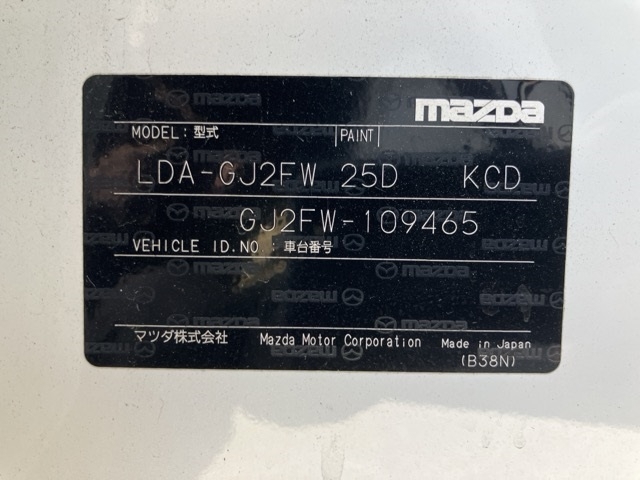 mazda
MODEL : 型式 PAINT
LDA-GJ2FW 25D KCD
GJ2FW-109465
VEHICLE ID.NO. : 車台番号
マツダ株式会社 Mazda Motor Corporation Made in Japan
(B38N)